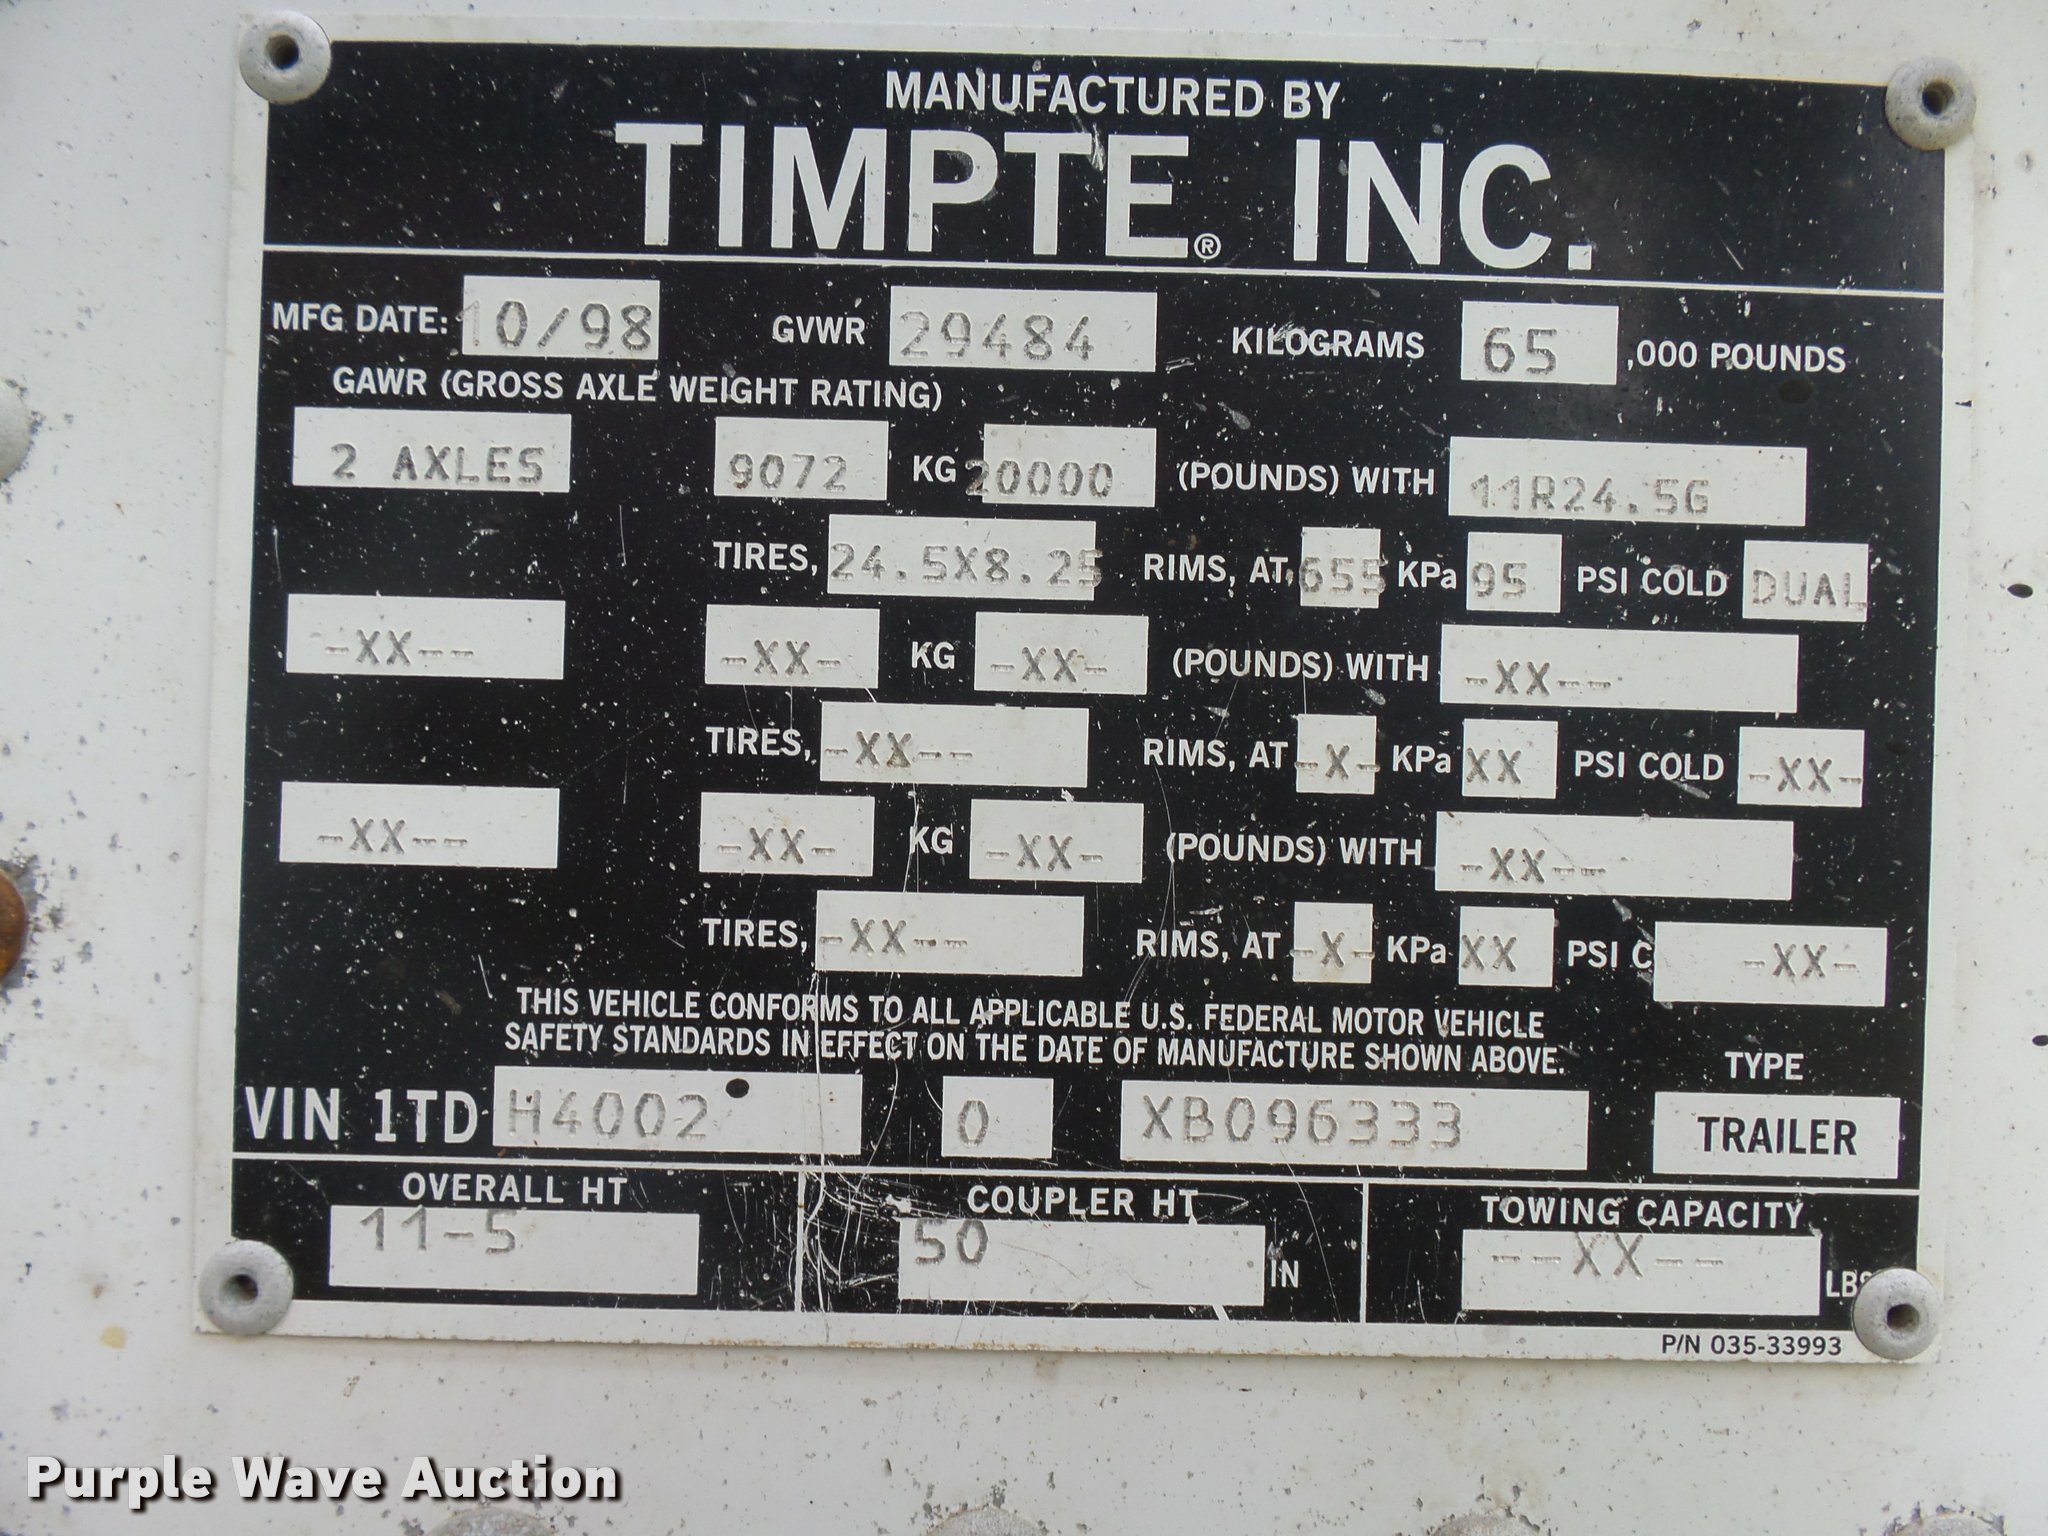 MANUFACTURED BY
TIMPTE® INC.
MFG DATE: 10/98 GVWR 29484 KILOGRAMS 65 ,000 POUNDS
GAWR (GROSS AXLE WEIGHT RATING)
2 AXLES 9072 KG 20000 (POUNDS) WITH 11R24.5G
TIRES, 24.5X8.25 RIMS, AT, 655 KPa 95 PSI COLD DUAL
-XX-- -XX- KG -XX- (POUNDS) WITH -XX--
TIRES, -XX-- RIMS, AT -X- KPa XX PSI COLD -XX-
-XX-- -XX- KG -XX- (POUNDS) WITH -XX--
TIRES, -XX-- RIMS, AT -X- KPa XX PSI C -XX-
THIS VEHICLE CONFORMS TO ALL APPLICABLE U.S. FEDERAL MOTOR VEHICLE
SAFETY STANDARDS IN EFFECT ON THE DATE OF MANUFACTURE SHOWN ABOVE.
TYPE
VIN 1TD H4002 0 XB096333 TRAILER
OVERALL HT COUPLER HT TOWING CAPACITY
11-5 50 IN --XX-- LBS
P/N 035-33993
Purple Wave Auction